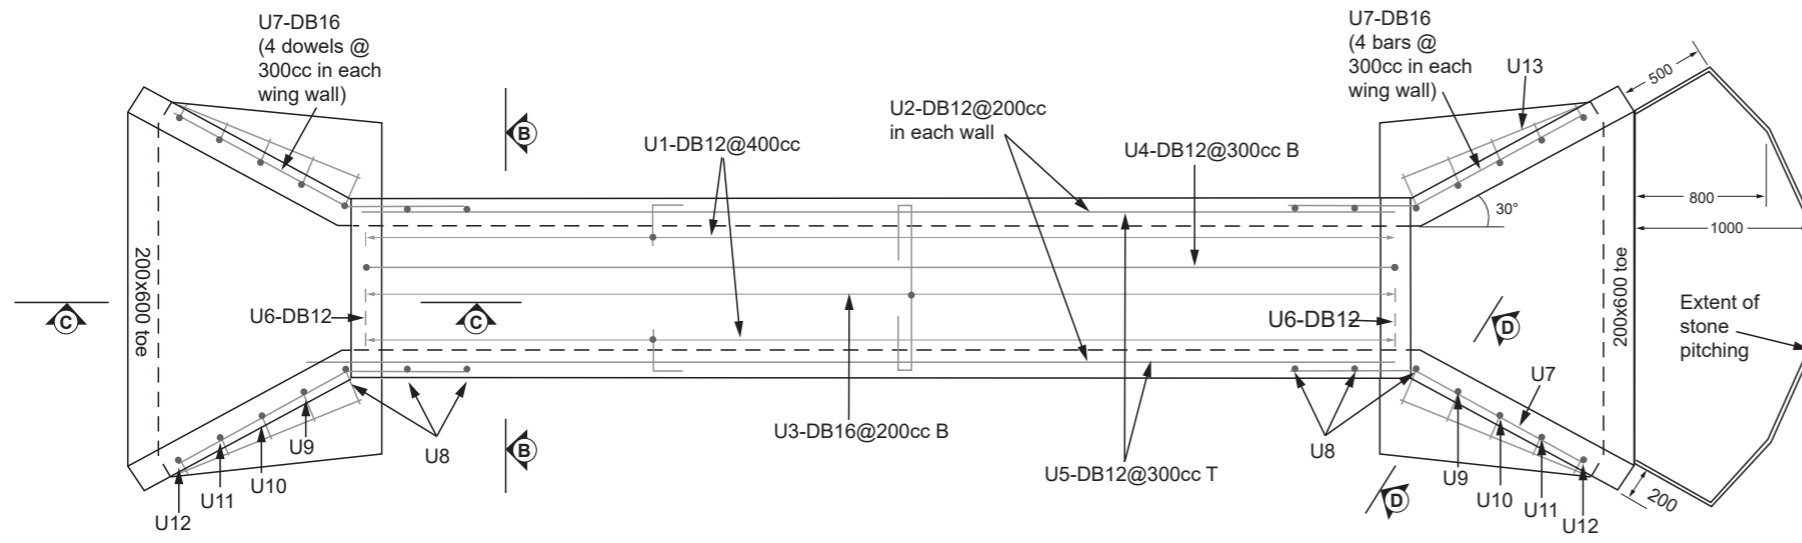 U7-DB16
(4 dowels @
300cc in each
wing wall)
U7-DB16
(4 bars @
300cc in each
wing wall)
U13
500
B
U1-DB12@400cc
U2-DB12@200cc
in each wall
U4-DB12@300cc B
30°
800
1000
200x600 toe
C
U6-DB12
C
U6-DB12
D
200x600 toe
Extent of
stone
pitching
U3-DB16@200cc B
U5-DB12@300cc T
U7
U8
U8
U9
U10
U11
U12
B
U9
U10
U11
U12
D
200